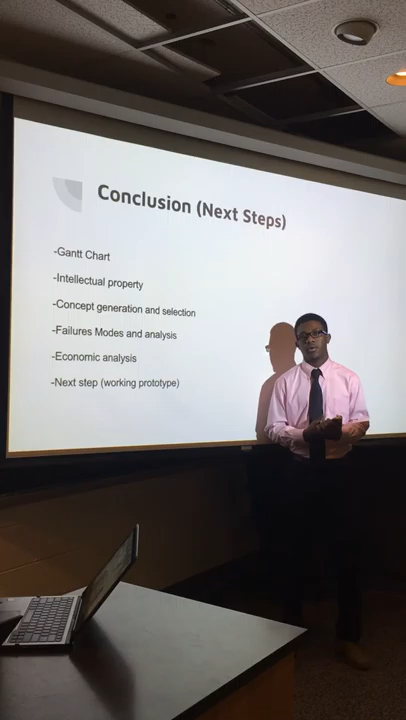 Conclusion (Next Steps)
-Gantt Chart
-Intellectual property
-Concept generation and selection
-Failures Modes and analysis
-Economic analysis
-Next step (working prototype)